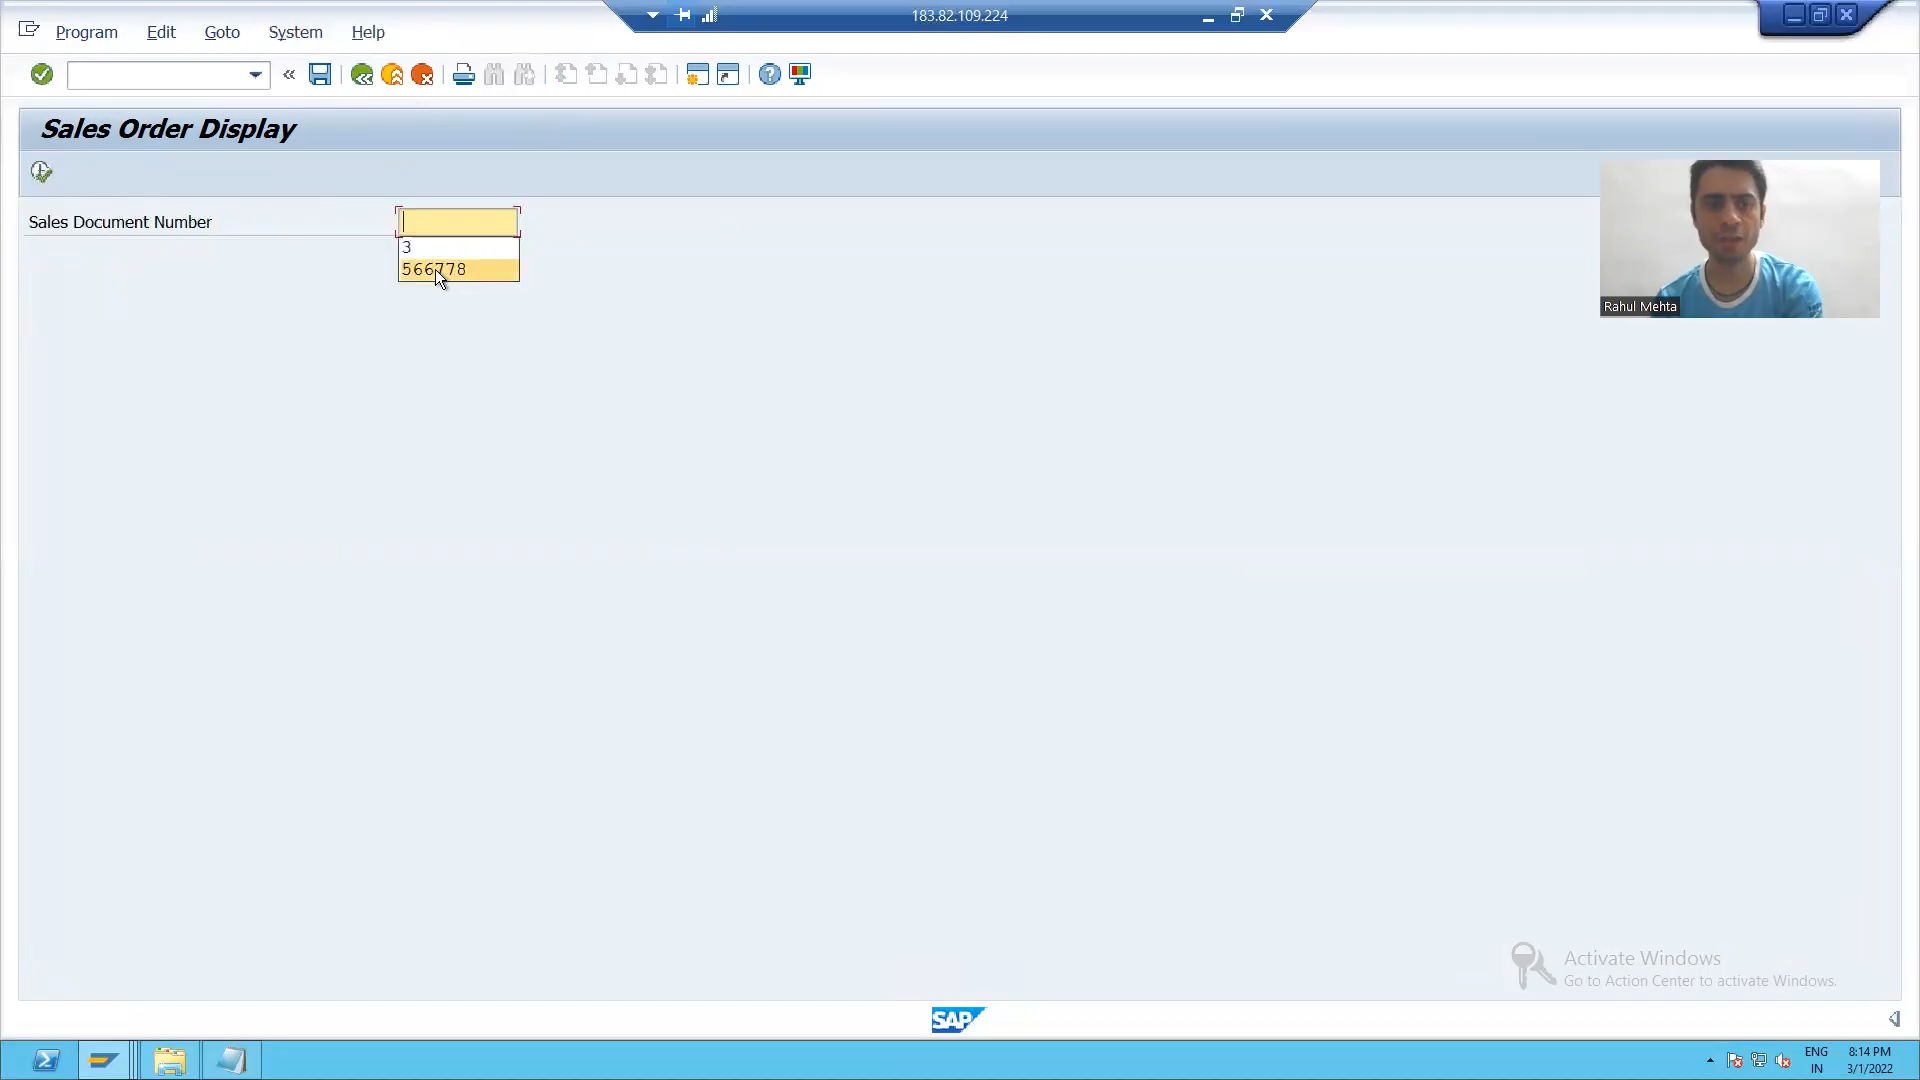 183.82.109.224
Program Edit Goto System Help
Sales Order Display
Sales Document Number
3
566778
Rahul Mehta
Activate Windows
Go to Action Center to activate Windows.
SAP
ENG 8:14 PM
IN 3/1/2022